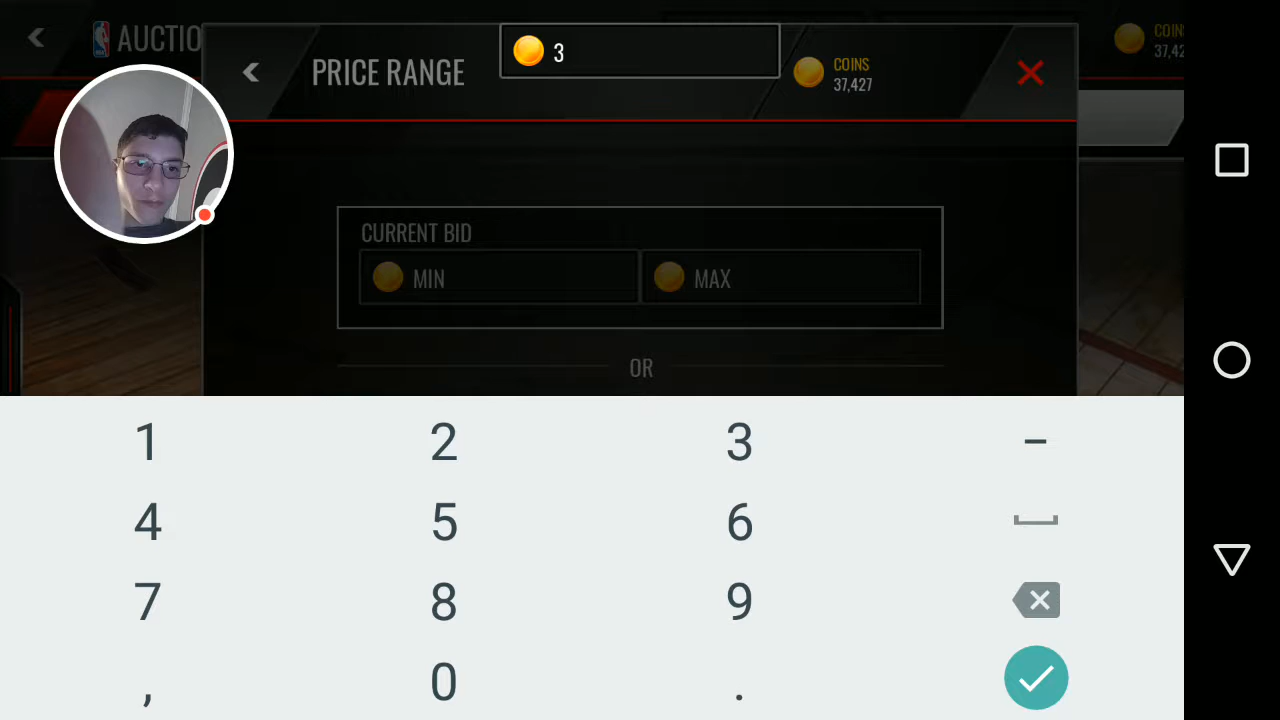 AUCTIO
PRICE RANGE
3
COINS
37,427
COIN
37,42
CURRENT BID
MIN
MAX
OR
1 2 3 -
4 5 6
7 8 9
, 0 .